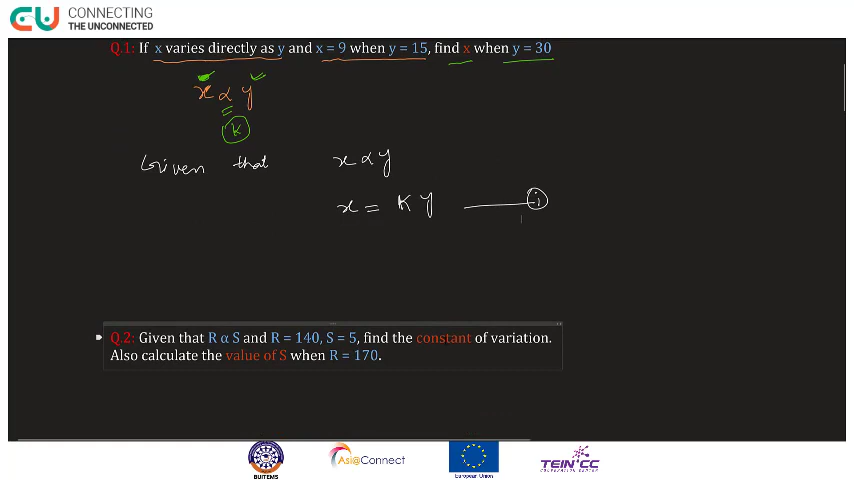 CU CONNECTING
THE UNCONNECTED
Q.1: If x varies directly as y and x = 9 when y = 15, find x when y = 30
x α y
K
Given that x α y
x = K y i
Q.2: Given that R α S and R = 140, S = 5, find the constant of variation.
Also calculate the value of S when R = 170.
BUITEMS
Asi@Connect
European Union
TEIN*CC